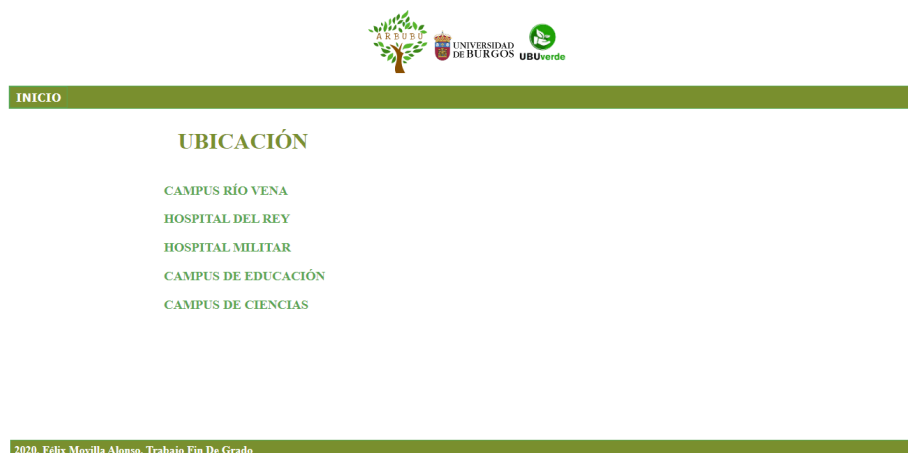 ARBUBU
UNIVERSIDAD
DE BURGOS
UBUverde
INICIO
UBICACIÓN
CAMPUS RÍO VENA
HOSPITAL DEL REY
HOSPITAL MILITAR
CAMPUS DE EDUCACIÓN
CAMPUS DE CIENCIAS
2020. Félix Movilla Alonso. Trabajo Fin De Grado